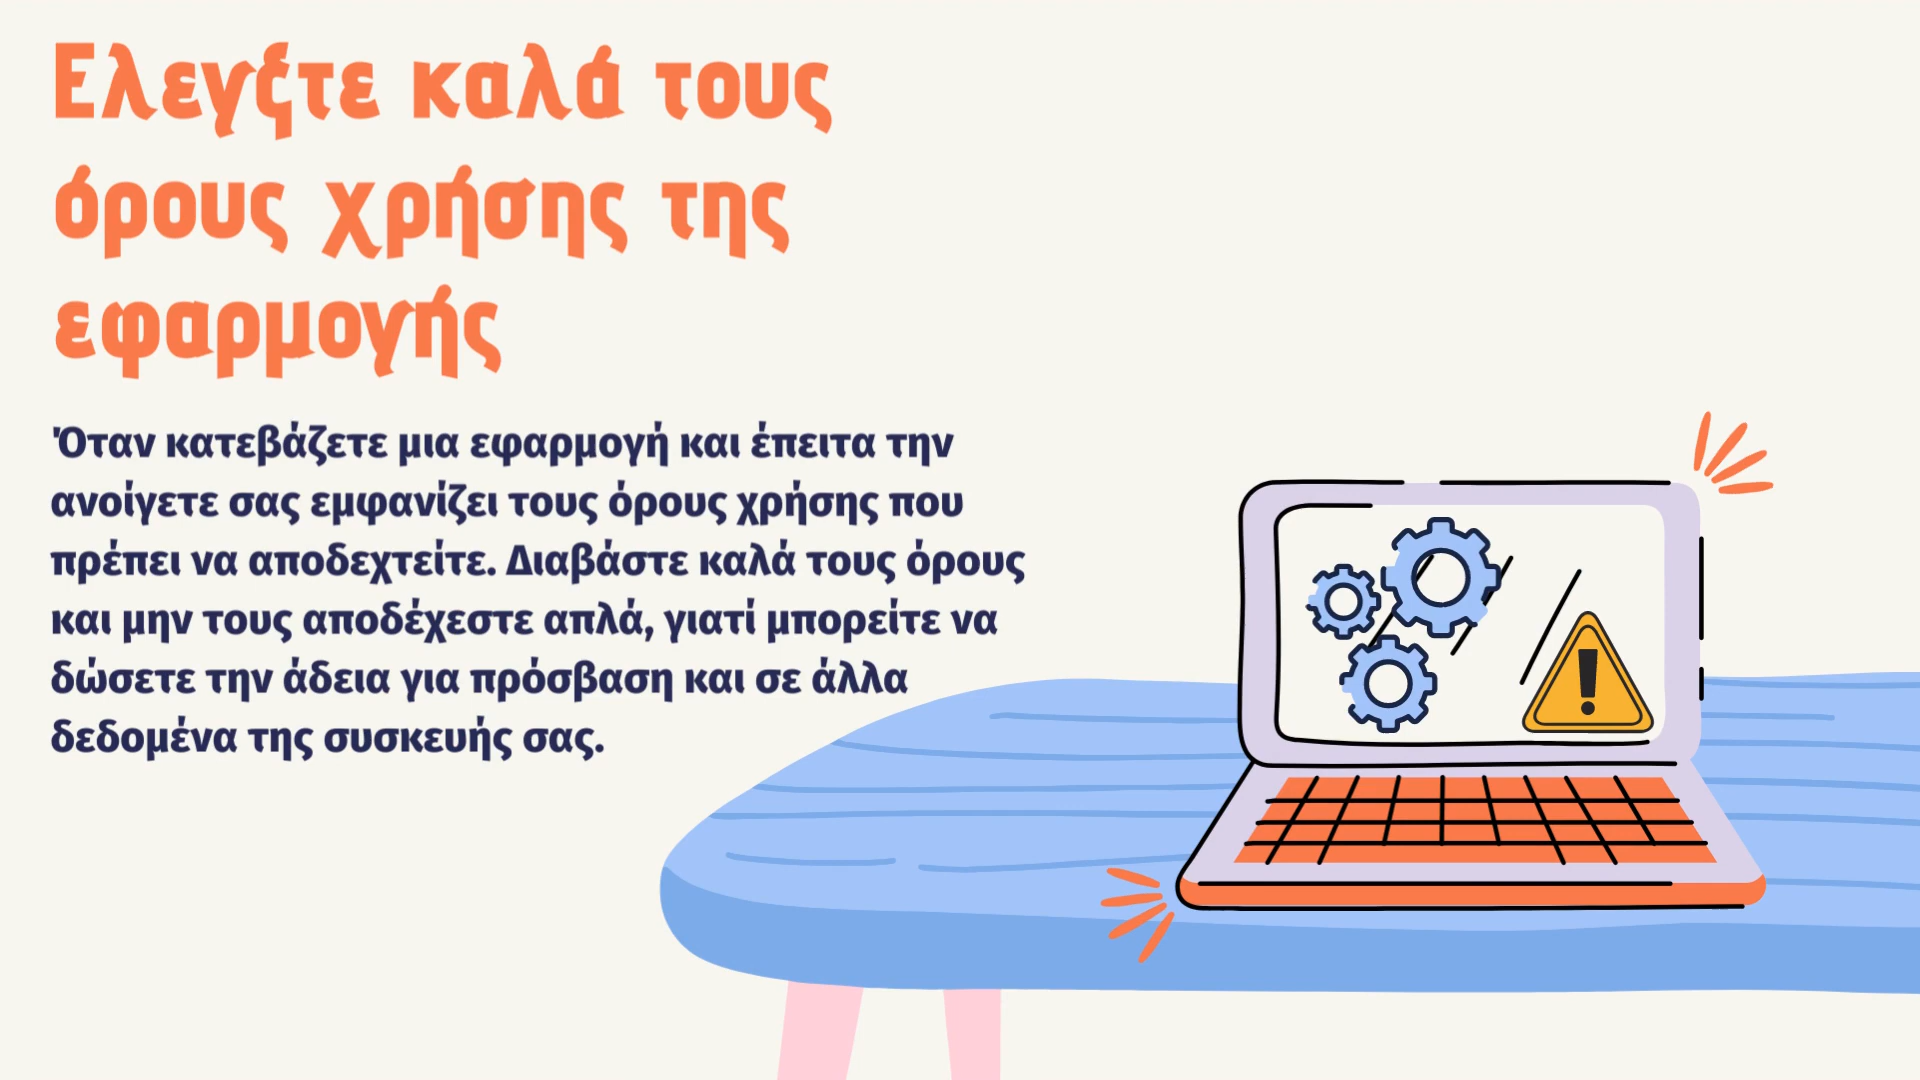 Ελεγξτε καλά τους
όρους χρήσης της
εφαρμογής
Όταν κατεβάζετε μια εφαρμογή και έπειτα την
ανοίγετε σας εμφανίζει τους όρους χρήσης που
πρέπει να αποδεχτείτε. Διαβάστε καλά τους όρους
και μην τους αποδέχεστε απλά, γιατί μπορείτε να
δώσετε την άδεια για πρόσβαση και σε άλλα
δεδομένα της συσκευής σας.